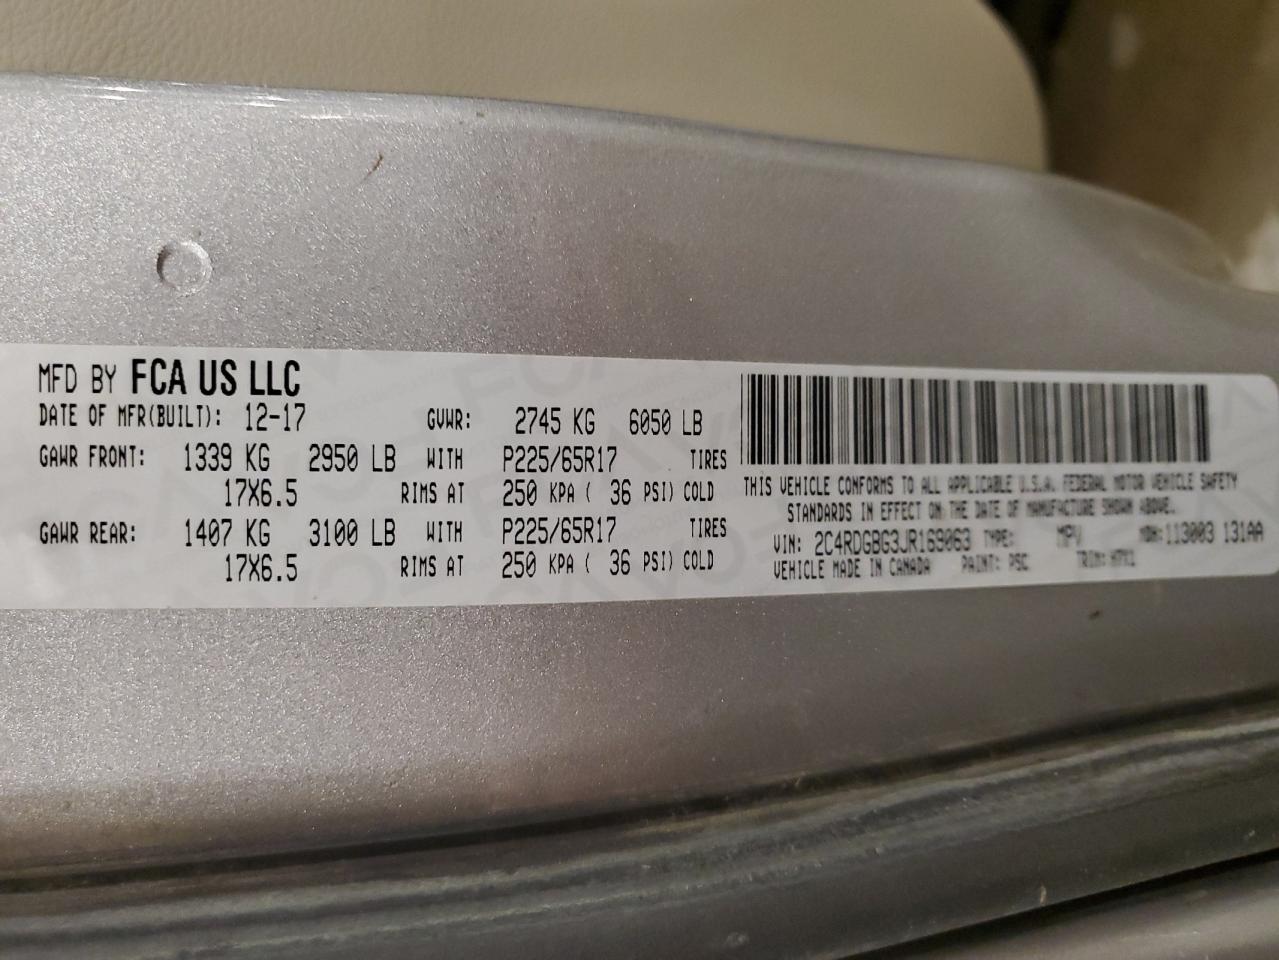 MFD BY FCA US LLC
DATE OF MFR(BUILT): 12-17 GVWR: 2745 KG 6050 LB
GAWR FRONT: 1339 KG 2950 LB WITH P225/65R17 TIRES
17X6.5 RIMS AT 250 KPA ( 36 PSI) COLD
GAWR REAR: 1407 KG 3100 LB WITH P225/65R17 TIRES
17X6.5 RIMS AT 250 KPA ( 36 PSI) COLD
THIS VEHICLE CONFORMS TO ALL APPLICABLE U.S.A. FEDERAL MOTOR VEHICLE SAFETY
STANDARDS IN EFFECT ON THE DATE OF MANUFACTURE SHOWN ABOVE.
VIN: 2C4RDGBG3JR169063 TYPE: MPV MDH:113003 131AA
VEHICLE MADE IN CANADA PAINT: PSC TRIM: